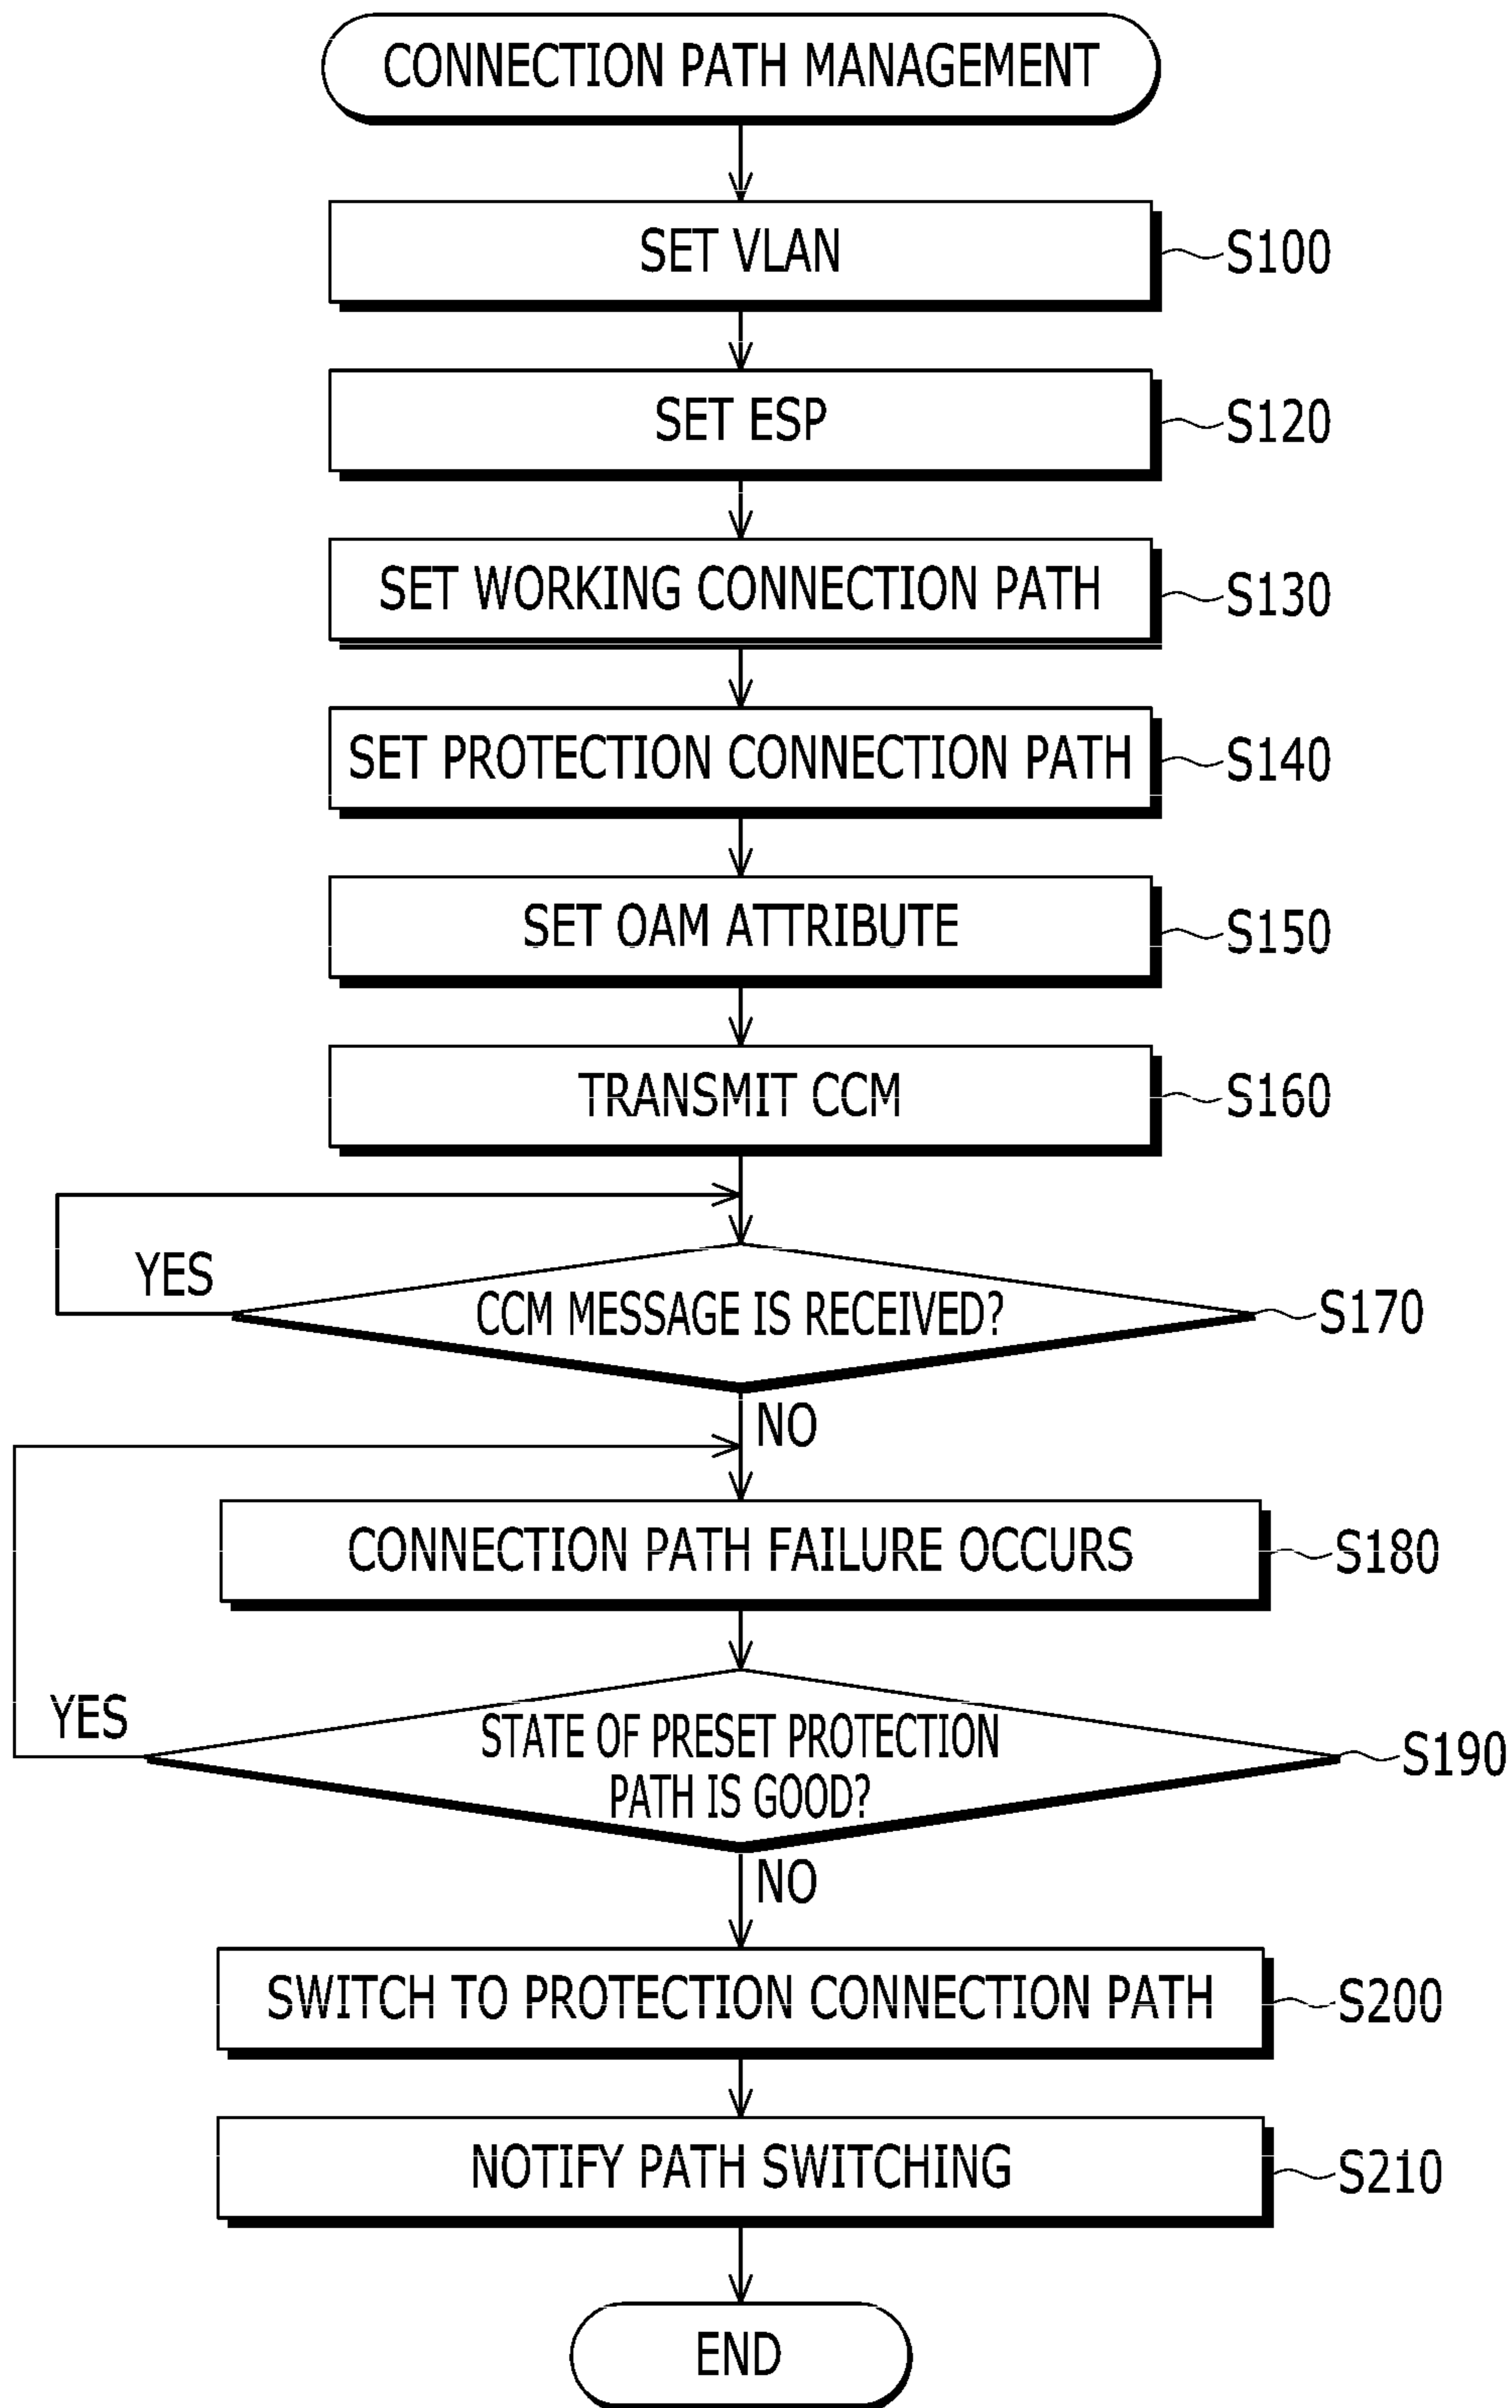 CONNECTION PATH MANAGEMENT
SET VLAN
S100
SET ESP
S120
SET WORKING CONNECTION PATH
S130
SET PROTECTION CONNECTION PATH
S140
SET OAM ATTRIBUTE
S150
TRANSMIT CCM
S160
YES
CCM MESSAGE IS RECEIVED?
S170
NO
CONNECTION PATH FAILURE OCCURS
S180
YES
STATE OF PRESET PROTECTION
PATH IS GOOD?
S190
NO
SWITCH TO PROTECTION CONNECTION PATH
S200
NOTIFY PATH SWITCHING
S210
END